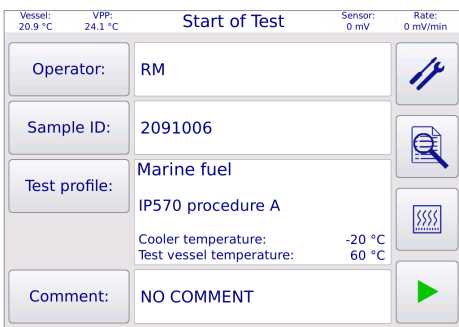 Vessel: VPP: Start of Test Sensor: Rate:
20.9 °C 24.1 °C 0 mV 0 mV/min
Operator: RM
Sample ID: 2091006
Test profile: Marine fuel
IP570 procedure A
Cooler temperature: -20 °C
Test vessel temperature: 60 °C
Comment: NO COMMENT